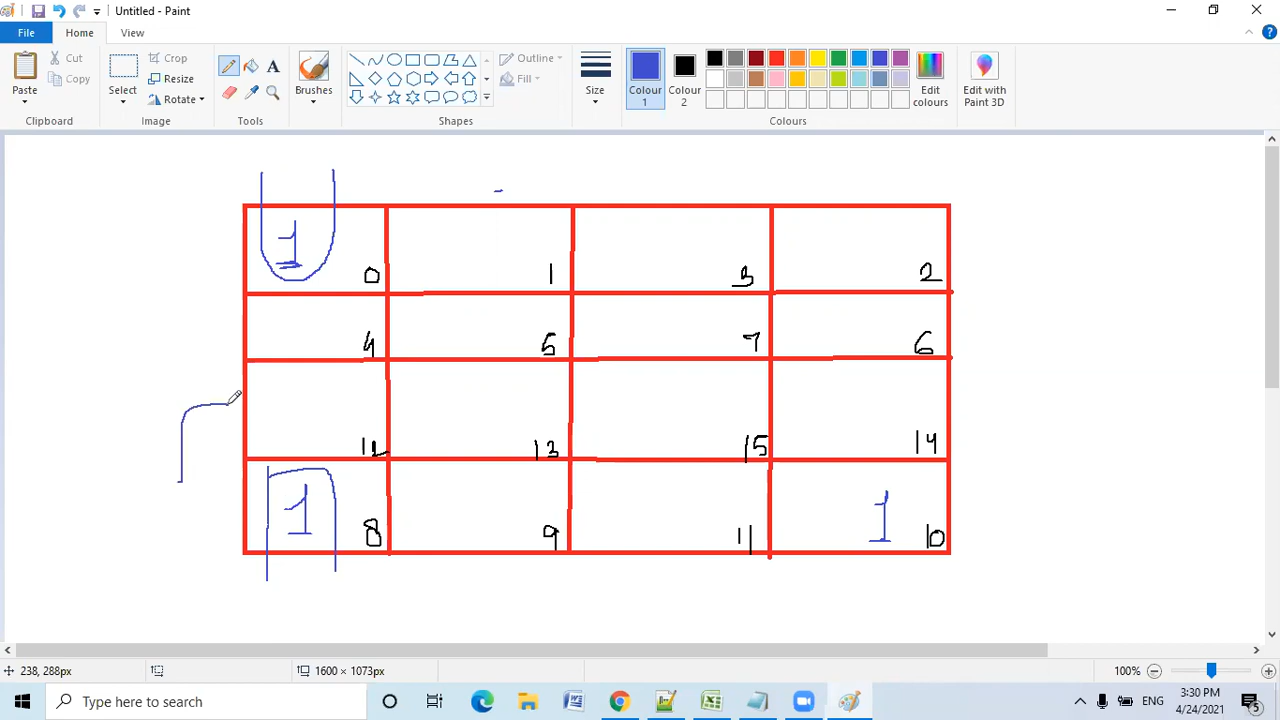 Untitled - Paint
File Home View
Paste
Cut
Copy
Clipboard
Select
Crop
Resize
Rotate
Image
Tools
Brushes
Shapes
Outline
Fill
Size
Colour 1
Colour 2
Edit colours
Colours
Edit with Paint 3D
1 0 1 3 2
4 5 7 6
12 13 15 14
1 8 9 11 1 10
238, 288px 1600 × 1073px 100%
Type here to search
W
ENG
3:30 PM
4/24/2021
5